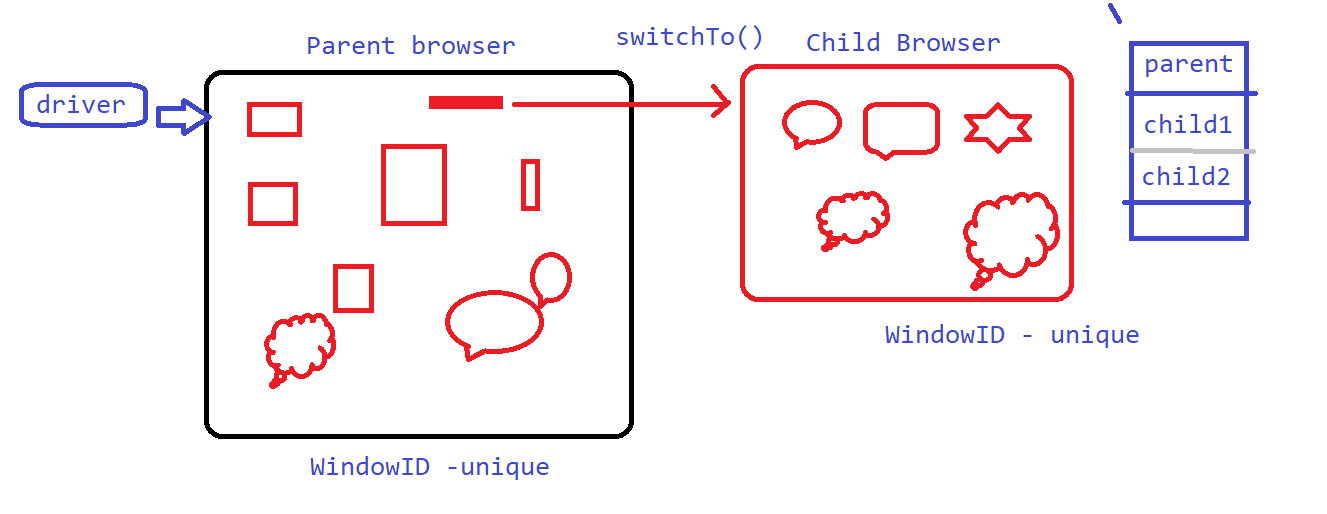 Parent browser
switchTo()
Child Browser
driver
parent
child1
child2
WindowID - unique
WindowID -unique